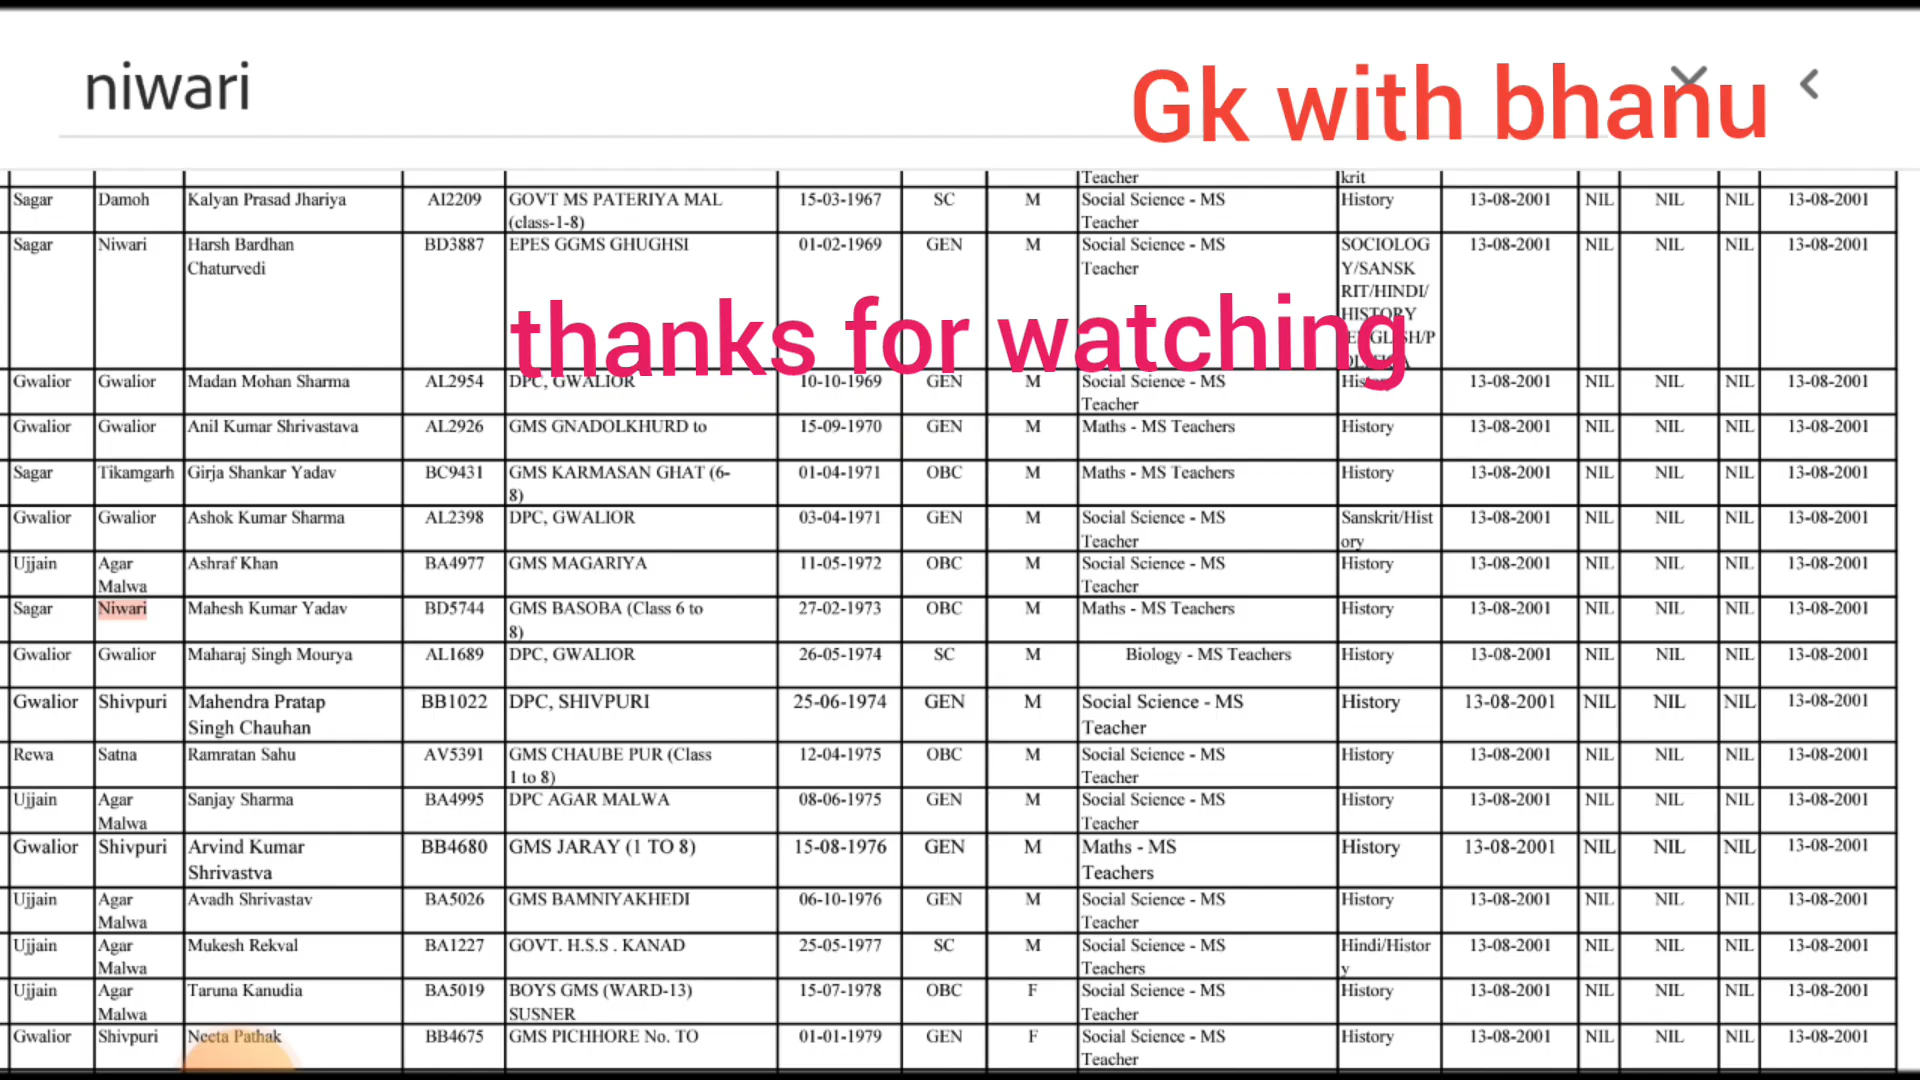 niwari
Gk with bhanu
Teacher krit
Sagar Damoh Kalyan Prasad Jhariya AI2209 GOVT MS PATERIYA MAL 15-03-1967 SC M Social Science - MS History 13-08-2001 NIL NIL NIL 13-08-2001
(class-1-8) Teacher
Sagar Niwari Harsh Bardhan BD3887 EPES GGMS GHUGHSI 01-02-1969 GEN M Social Science - MS SOCIOLOG 13-08-2001 NIL NIL NIL 13-08-2001
Chaturvedi Teacher Y/SANSK
RIT/HINDI/
HISTORY
thanks for watching
Gwalior Gwalior Madan Mohan Sharma AL2954 DPC, GWALIOR 10-10-1969 GEN M Social Science - MS History 13-08-2001 NIL NIL NIL 13-08-2001
Teacher
Gwalior Gwalior Anil Kumar Shrivastava AL2926 GMS GNADOLKHURD to 15-09-1970 GEN M Maths - MS Teachers History 13-08-2001 NIL NIL NIL 13-08-2001
Sagar Tikamgarh Girja Shankar Yadav BC9431 GMS KARMASAN GHAT (6- 01-04-1971 OBC M Maths - MS Teachers History 13-08-2001 NIL NIL NIL 13-08-2001
8)
Gwalior Gwalior Ashok Kumar Sharma AL2398 DPC, GWALIOR 03-04-1971 GEN M Social Science - MS Sanskrit/Hist 13-08-2001 NIL NIL NIL 13-08-2001
Teacher ory
Ujjain Agar Ashraf Khan BA4977 GMS MAGARIYA 11-05-1972 OBC M Social Science - MS History 13-08-2001 NIL NIL NIL 13-08-2001
Malwa Teacher
Sagar Niwari Mahesh Kumar Yadav BD5744 GMS BASOBA (Class 6 to 27-02-1973 OBC M Maths - MS Teachers History 13-08-2001 NIL NIL NIL 13-08-2001
8)
Gwalior Gwalior Maharaj Singh Mourya AL1689 DPC, GWALIOR 26-05-1974 SC M Biology - MS Teachers History 13-08-2001 NIL NIL NIL 13-08-2001
Gwalior Shivpuri Mahendra Pratap BB1022 DPC, SHIVPURI 25-06-1974 GEN M Social Science - MS History 13-08-2001 NIL NIL NIL 13-08-2001
Singh Chauhan Teacher
Rewa Satna Ramratan Sahu AV5391 GMS CHAUBE PUR (Class 12-04-1975 OBC M Social Science - MS History 13-08-2001 NIL NIL NIL 13-08-2001
1 to 8) Teacher
Ujjain Agar Sanjay Sharma BA4995 DPC AGAR MALWA 08-06-1975 GEN M Social Science - MS History 13-08-2001 NIL NIL NIL 13-08-2001
Malwa Teacher
Gwalior Shivpuri Arvind Kumar BB4680 GMS JARAY (1 TO 8) 15-08-1976 GEN M Maths - MS History 13-08-2001 NIL NIL NIL 13-08-2001
Shrivastva Teachers
Ujjain Agar Avadh Shrivastav BA5026 GMS BAMNIYAKHEDI 06-10-1976 GEN M Social Science - MS History 13-08-2001 NIL NIL NIL 13-08-2001
Malwa Teacher
Ujjain Agar Mukesh Rekval BA1227 GOVT. H.S.S . KANAD 25-05-1977 SC M Social Science - MS Hindi/Histor 13-08-2001 NIL NIL NIL 13-08-2001
Malwa Teachers y
Ujjain Agar Taruna Kanudia BA5019 BOYS GMS (WARD-13) 15-07-1978 OBC F Social Science - MS History 13-08-2001 NIL NIL NIL 13-08-2001
Malwa SUSNER Teacher
Gwalior Shivpuri Neeta Pathak BB4675 GMS PICHHORE No. TO 01-01-1979 GEN F Social Science - MS History 13-08-2001 NIL NIL NIL 13-08-2001
Teacher